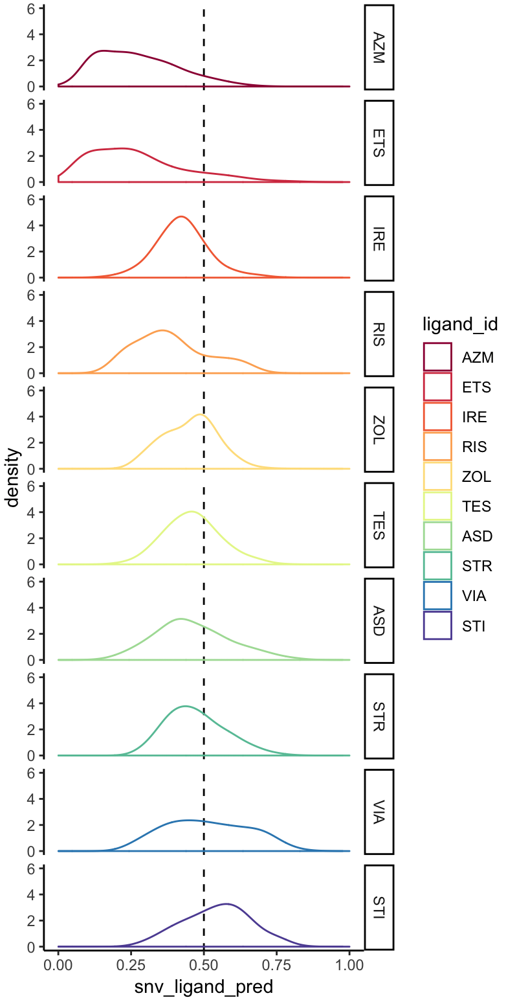 density
6
4
2
0
AZM
6
4
2
0
ETS
6
4
2
0
IRE
6
4
2
0
RIS
6
4
2
0
ZOL
6
4
2
0
TES
6
4
2
0
ASD
6
4
2
0
STR
6
4
2
0
VIA
6
4
2
0
STI
0.00 0.25 0.50 0.75 1.00
snv_ligand_pred
ligand_id
AZM
ETS
IRE
RIS
ZOL
TES
ASD
STR
VIA
STI